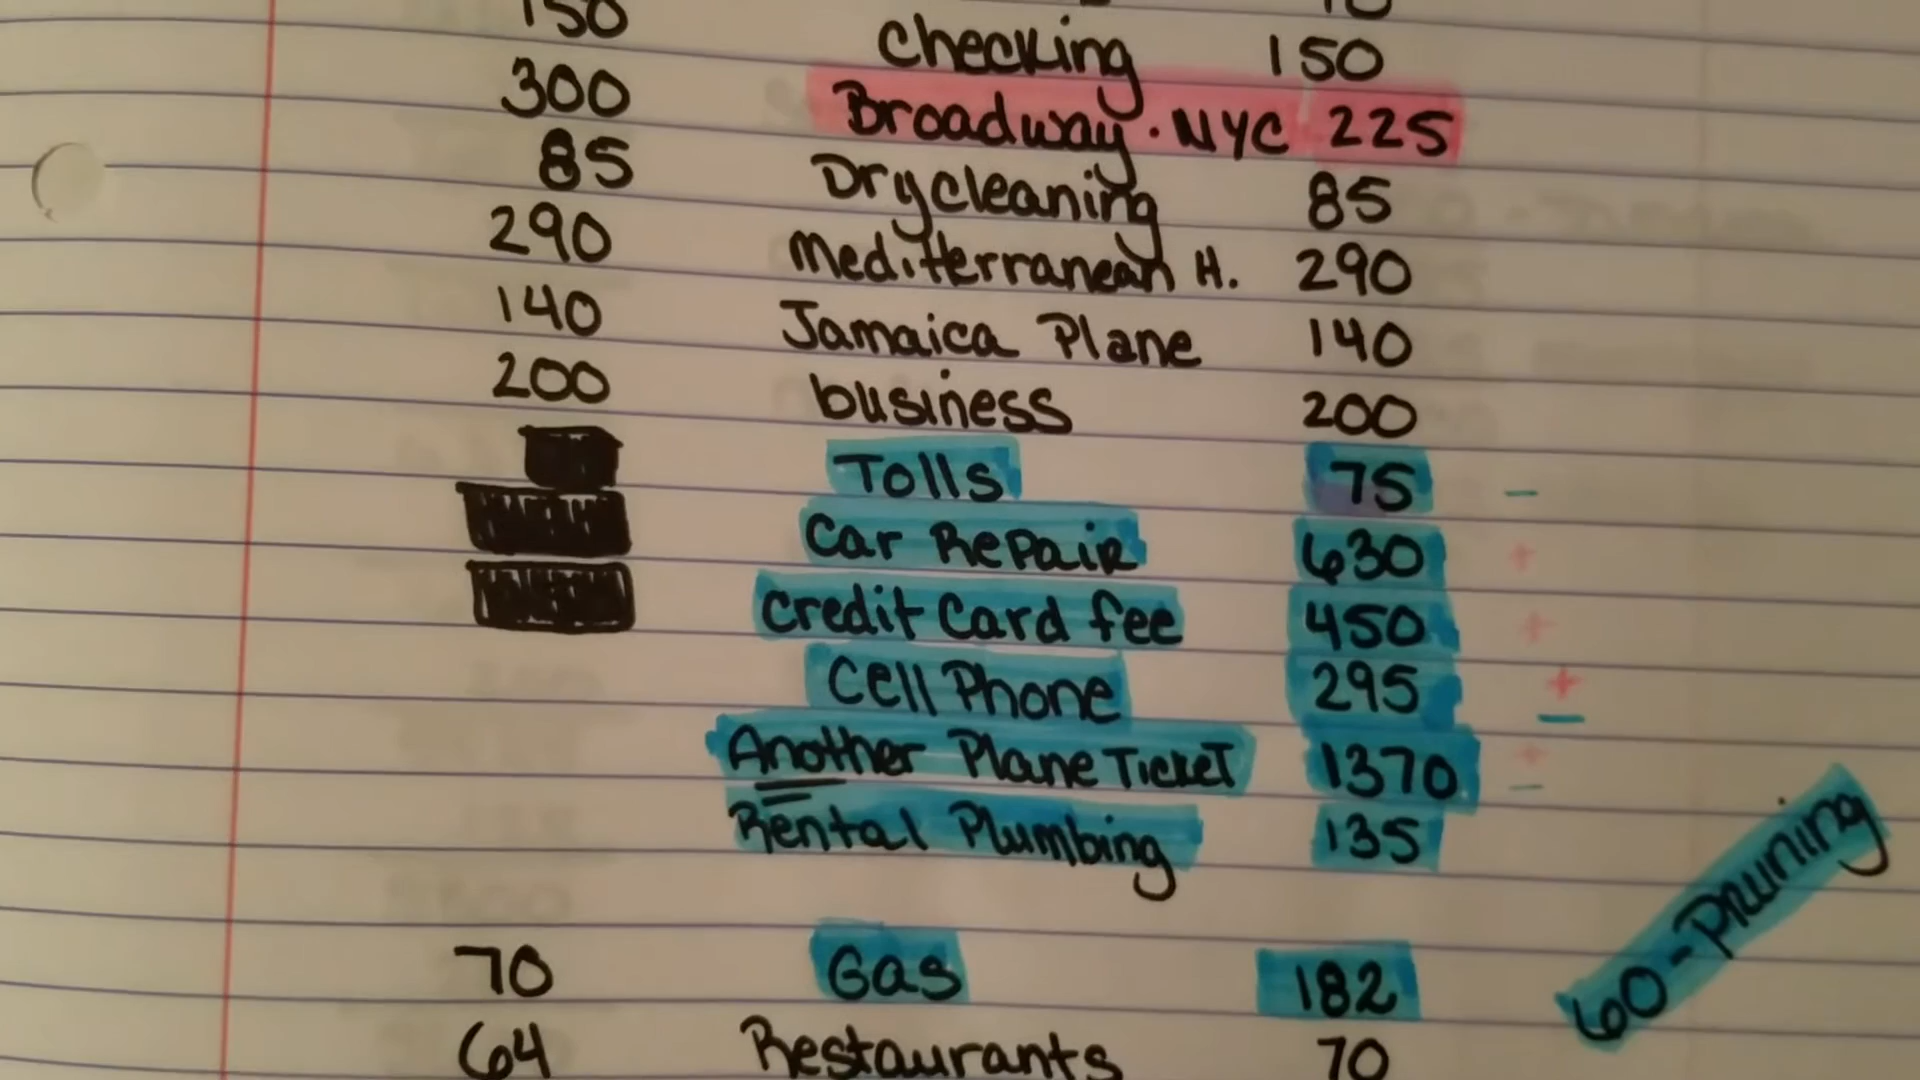 150 Checking 150
300 Broadway · NYC 225
85 Drycleaning 85
290 Mediterranean H. 290
140 Jamaica Plane 140
200 business 200
Tolls 75 -
Car Repair 630 +
Credit Card fee 450 +
Cell Phone 295 + -
Another Plane Ticket 1370 + -
Rental Plumbing 135
60 - Pruning
70 Gas 182
64 Restaurants 70